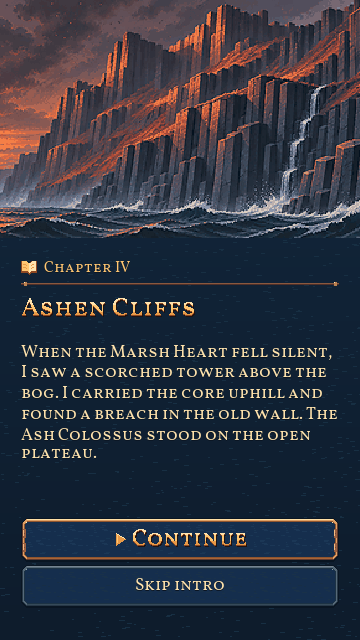 Chapter IV
Ashen Cliffs
When the Marsh Heart fell silent,
I saw a scorched tower above the
bog. I carried the core uphill and
found a breach in the old wall. The
Ash Colossus stood on the open
plateau.
Continue
Skip intro